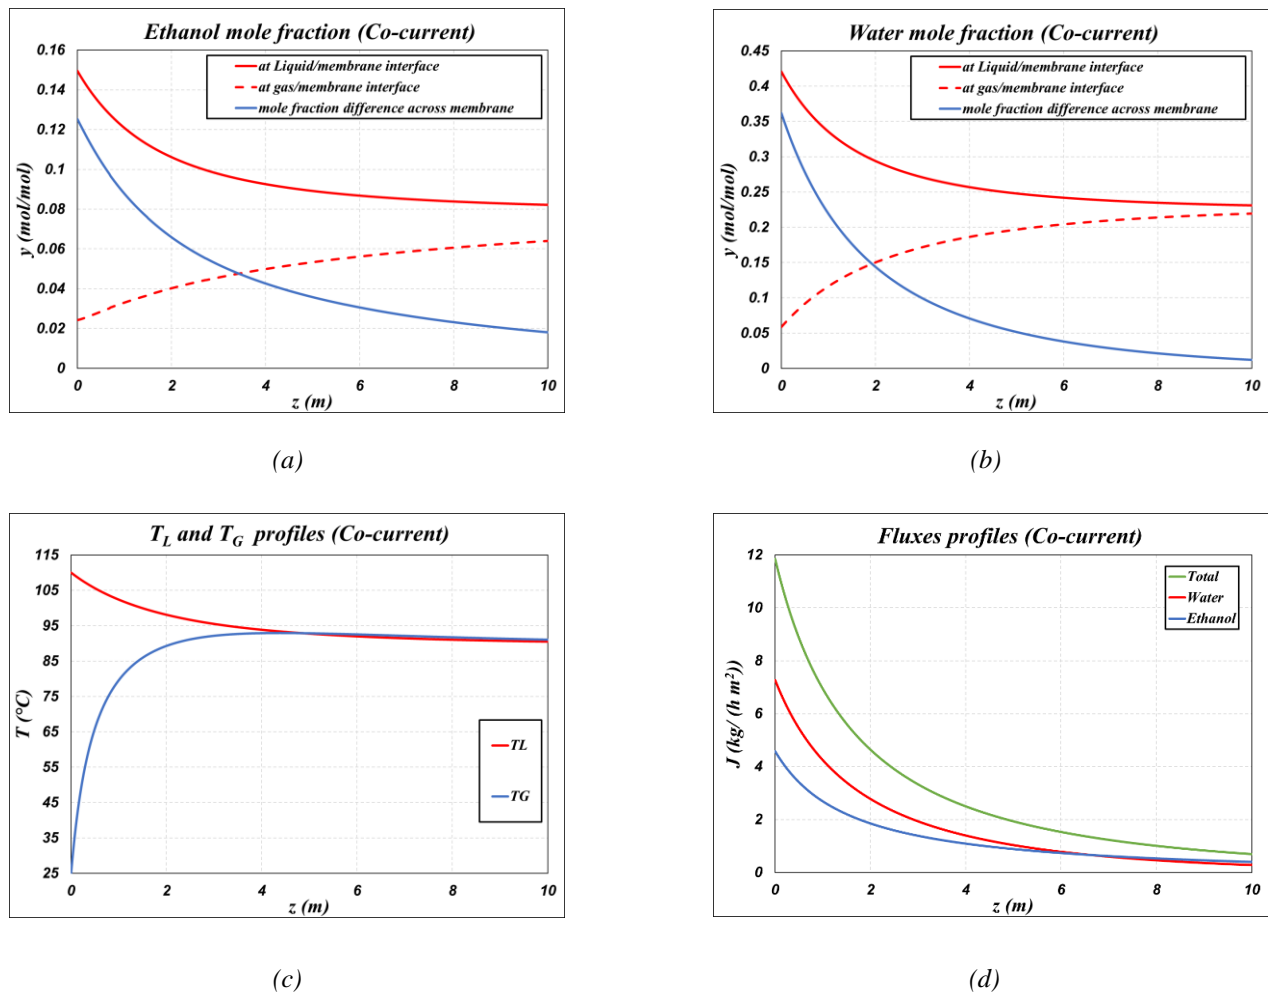 Ethanol mole fraction (Co-current)
0.16
0.14
0.12
0.1
0.08
0.06
0.04
0.02
0
y (mol/mol)
at Liquid/membrane interface
at gas/membrane interface
mole fraction difference across membrane
0 2 4 6 8 10
z (m)
(a)
Water mole fraction (Co-current)
0.45
0.4
0.35
0.3
0.25
0.2
0.15
0.1
0.05
0
y (mol/mol)
at Liquid/membrane interface
at gas/membrane interface
mole fraction difference across membrane
0 2 4 6 8 10
z (m)
(b)
T_L and T_G profiles (Co-current)
115
105
95
85
75
65
55
45
35
25
T (°C)
TL
TG
0 2 4 6 8 10
z (m)
(c)
Fluxes profiles (Co-current)
12
10
8
6
4
2
0
J (kg/ (h m²))
Total
Water
Ethanol
0 2 4 6 8 10
z (m)
(d)